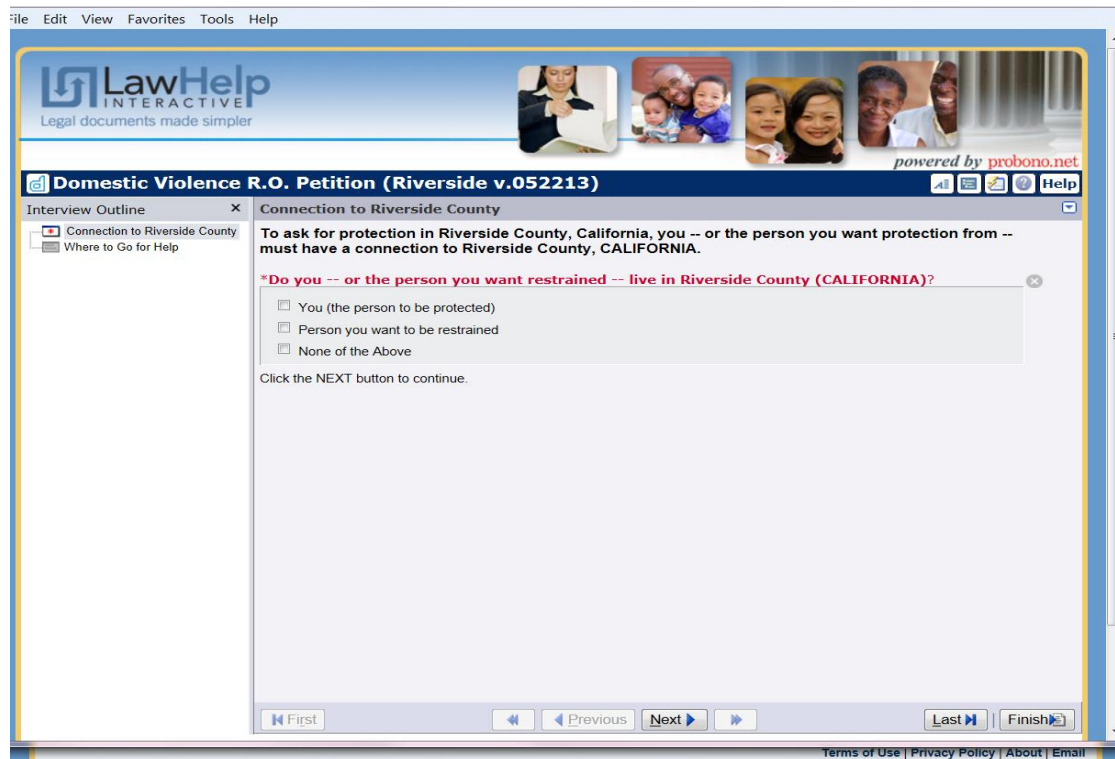 File Edit View Favorites Tools Help
LawHelp
INTERACTIVE
Legal documents made simpler
powered by probono.net
Domestic Violence R.O. Petition (Riverside v.052213)
Help
Interview Outline
Connection to Riverside County
Where to Go for Help
Connection to Riverside County
To ask for protection in Riverside County, California, you -- or the person you want protection from --
must have a connection to Riverside County, CALIFORNIA.
*Do you -- or the person you want restrained -- live in Riverside County (CALIFORNIA)?
You (the person to be protected)
Person you want to be restrained
None of the Above
Click the NEXT button to continue.
First Previous Next Last | Finish
Terms of Use | Privacy Policy | About | Email